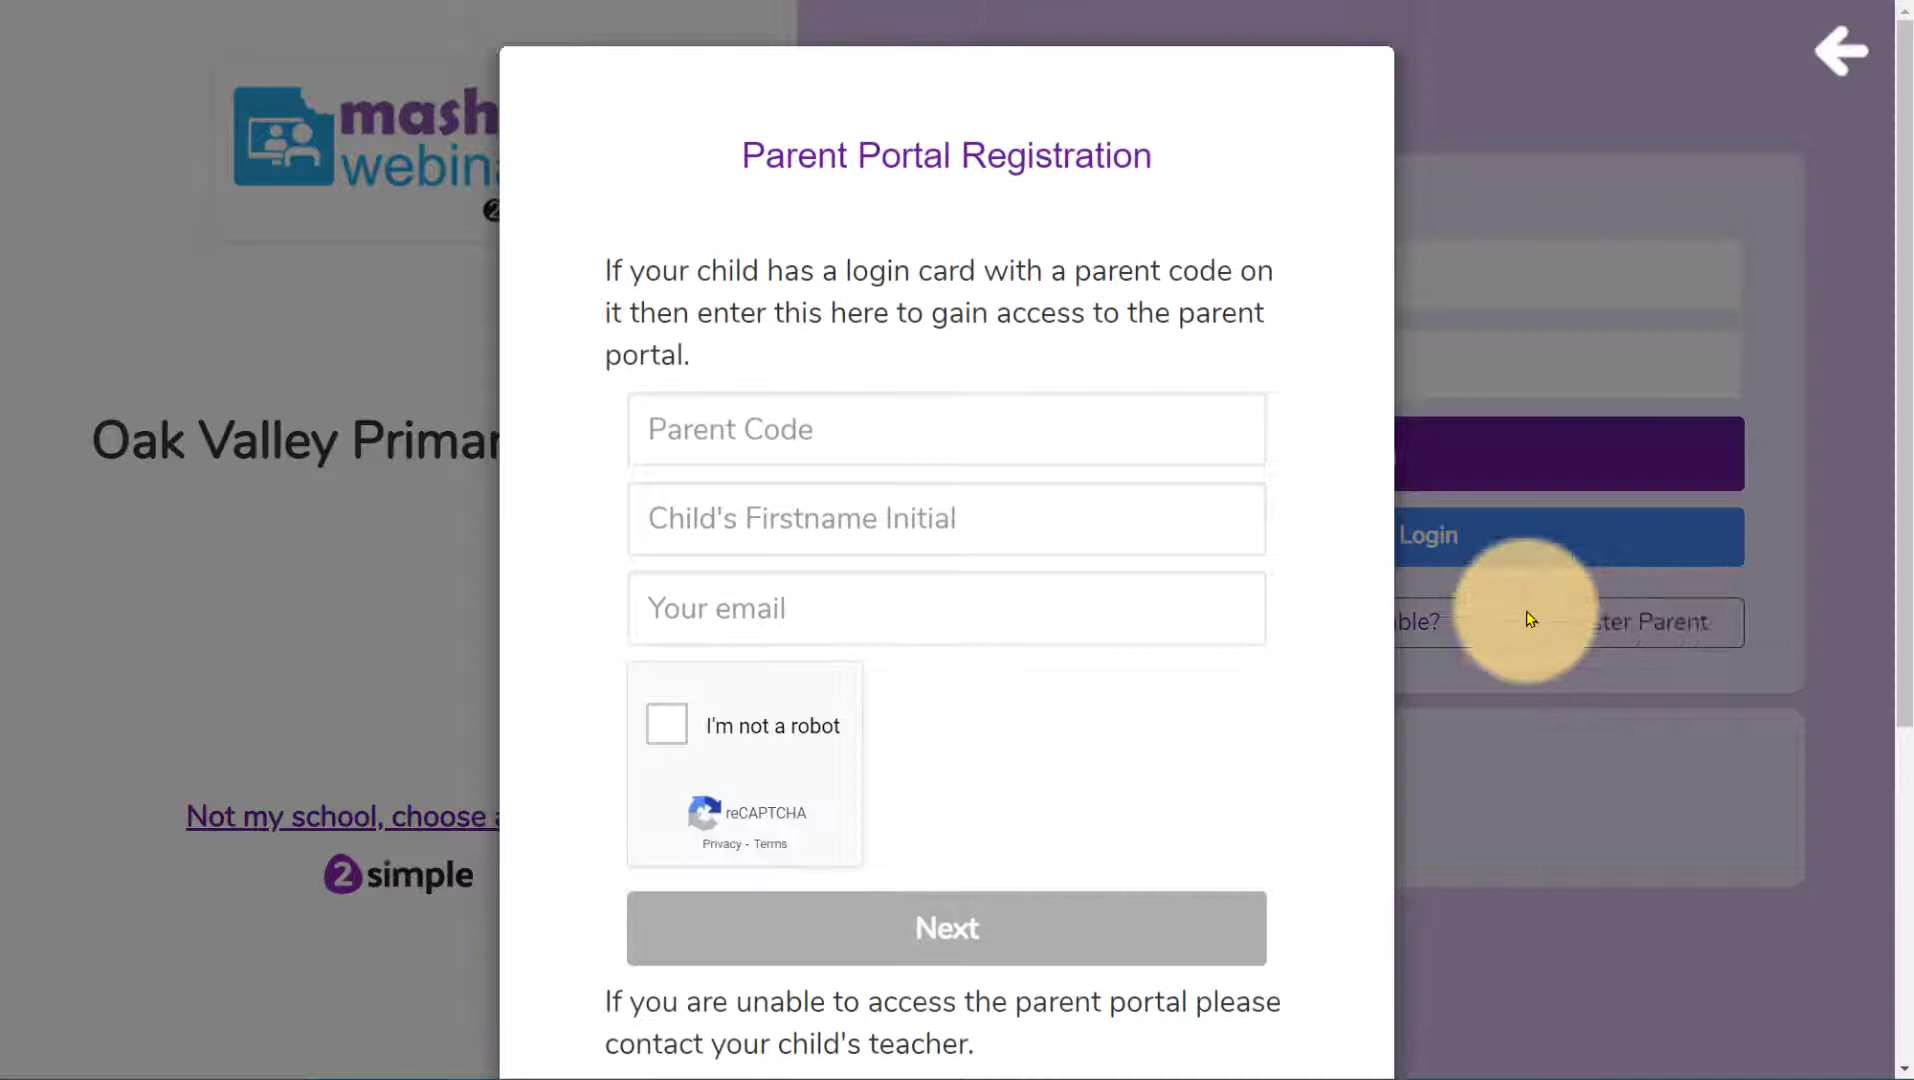 mash
webin
2
Oak Valley Primar
Not my school, choose
2simple
Parent Portal Registration
If your child has a login card with a parent code on
it then enter this here to gain access to the parent
portal.
Parent Code
Child's Firstname Initial
Your email
I'm not a robot
reCAPTCHA
Privacy - Terms
Next
If you are unable to access the parent portal please
contact your child's teacher.
Login
ble?
ter Parent